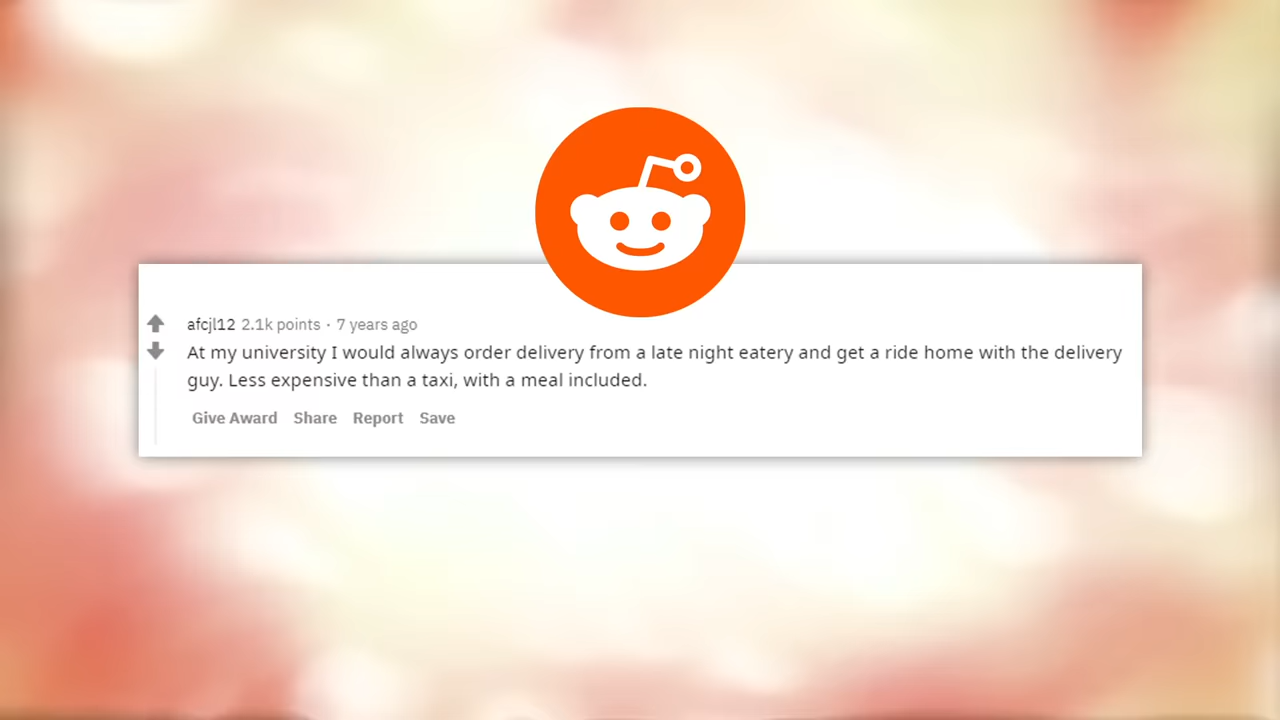 afcjl12 2.1k points · 7 years ago
At my university I would always order delivery from a late night eatery and get a ride home with the delivery
guy. Less expensive than a taxi, with a meal included.
Give Award Share Report Save